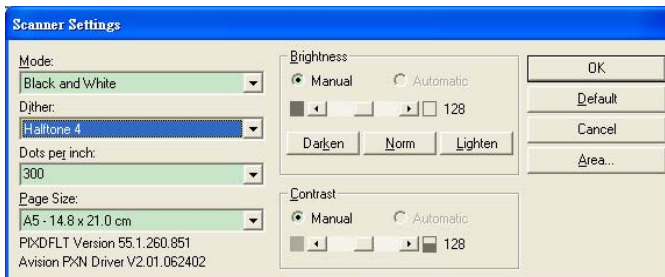 Scanner Settings
Mode:
Black and White
Dither:
Halftone 4
Dots per inch:
300
Page Size:
A5 - 14.8 x 21.0 cm
PIXDFLT Version 55.1.260.851
Avision PXN Driver V2.01.062402
Brightness
Manual Automatic
128
Darken Norm Lighten
Contrast
Manual Automatic
128
OK
Default
Cancel
Area...